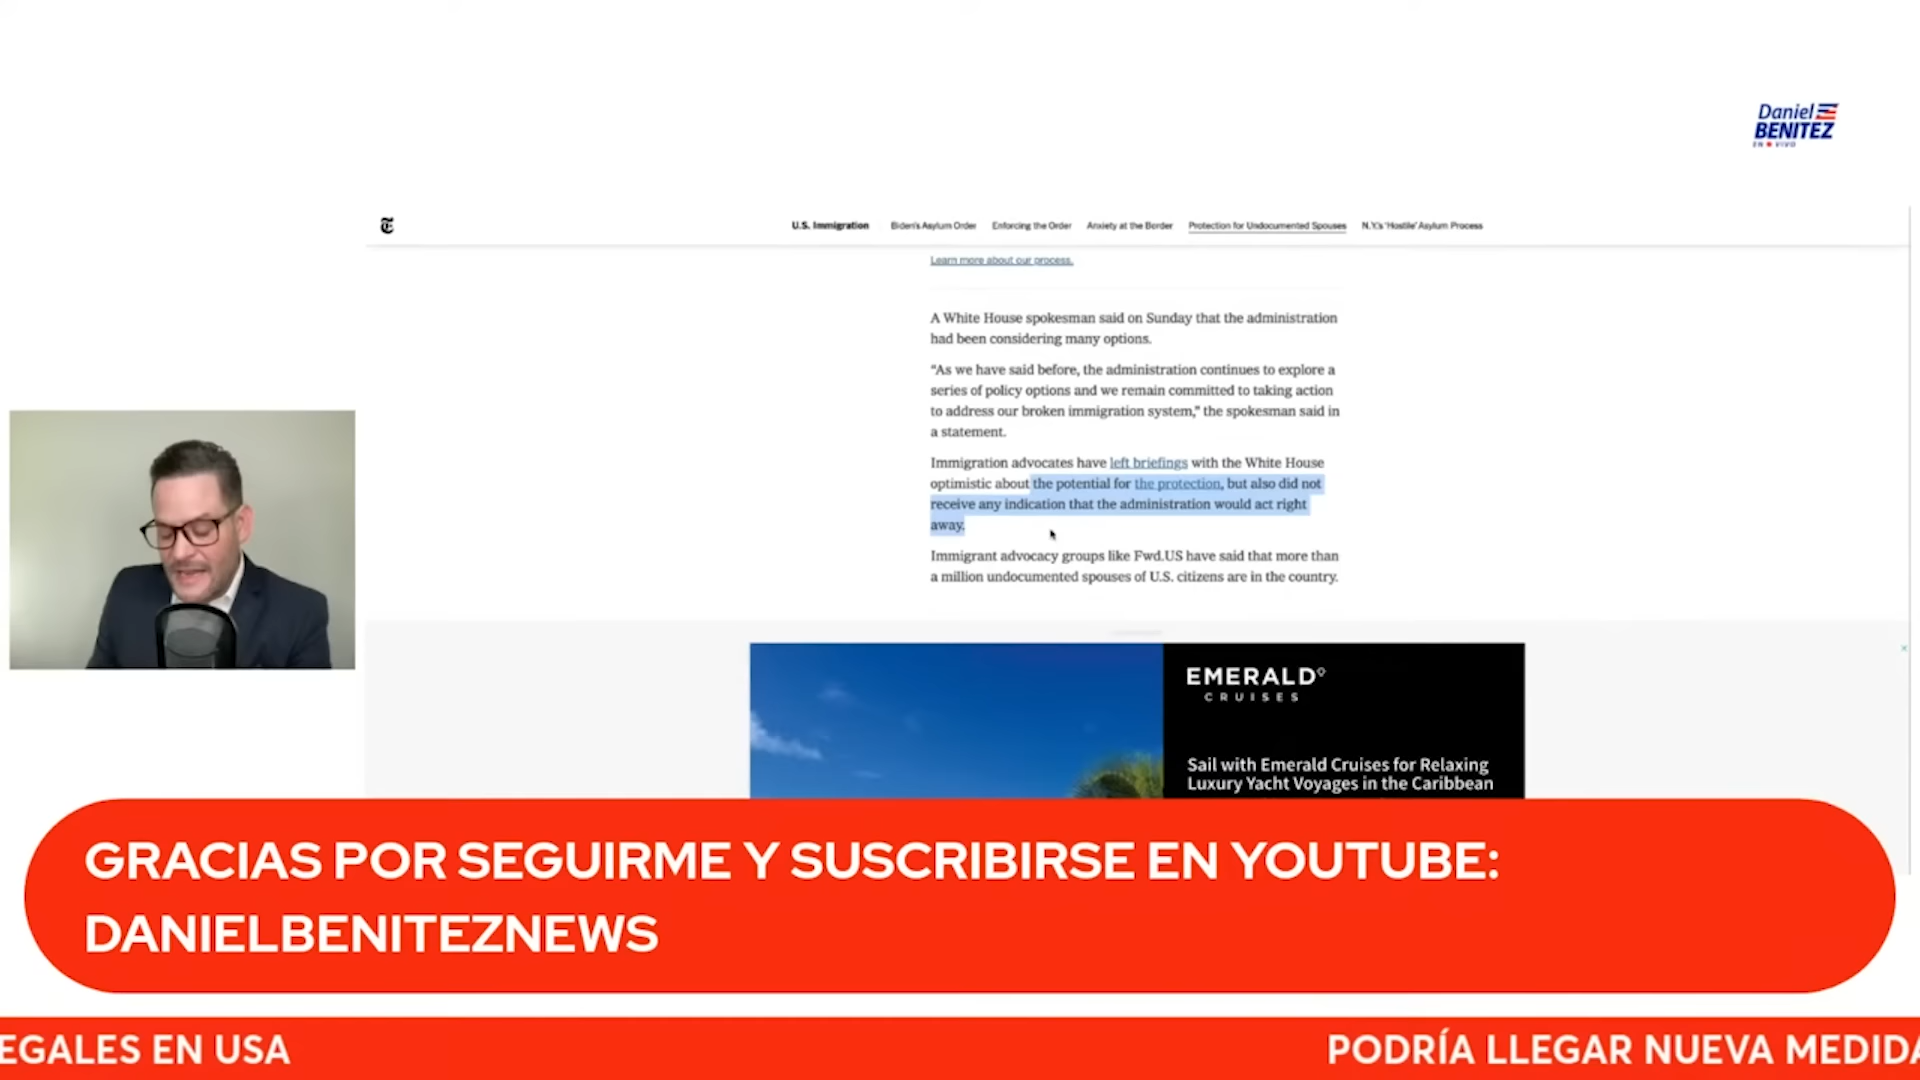 Daniel
BENITEZ
EN VIVO
U.S. Immigration Biden's Asylum Order Enforcing the Order Anxiety at the Border Protection for Undocumented Spouses N.Y.'s 'Hostile' Asylum Process
Learn more about our process.
A White House spokesman said on Sunday that the administration
had been considering many options.
“As we have said before, the administration continues to explore a
series of policy options and we remain committed to taking action
to address our broken immigration system,” the spokesman said in
a statement.
Immigration advocates have left briefings with the White House
optimistic about the potential for the protection, but also did not
receive any indication that the administration would act right
away.
Immigrant advocacy groups like Fwd.US have said that more than
a million undocumented spouses of U.S. citizens are in the country.
EMERALD
CRUISES
Sail with Emerald Cruises for Relaxing
Luxury Yacht Voyages in the Caribbean
GRACIAS POR SEGUIRME Y SUSCRIBIRSE EN YOUTUBE:
DANIELBENITEZNEWS
EGALES EN USA PODRÍA LLEGAR NUEVA MEDIDA